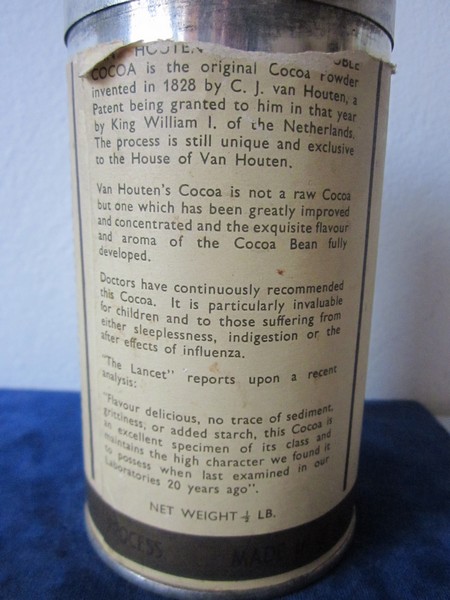 HOUTEN
COCOA is the original Cocoa Powder
invented in 1828 by C. J. van Houten, a
Patent being granted to him in that year
by King William I. of the Netherlands.
The process is still unique and exclusive
to the House of Van Houten.
Van Houten's Cocoa is not a raw Cocoa
but one which has been greatly improved
and concentrated and the exquisite flavour
and aroma of the Cocoa Bean fully
developed.
Doctors have continuously recommended
this Cocoa. It is particularly invaluable
for children and to those suffering from
either sleeplessness, indigestion or the
after effects of influenza.
"The Lancet" reports upon a recent
analysis:
"Flavour delicious, no trace of sediment,
grittiness, or added starch, this Cocoa is
an excellent specimen of its class and
maintains the high character we found it
to possess when last examined in our
Laboratories 20 years ago".
NET WEIGHT ½ LB.
PROCESS MADE